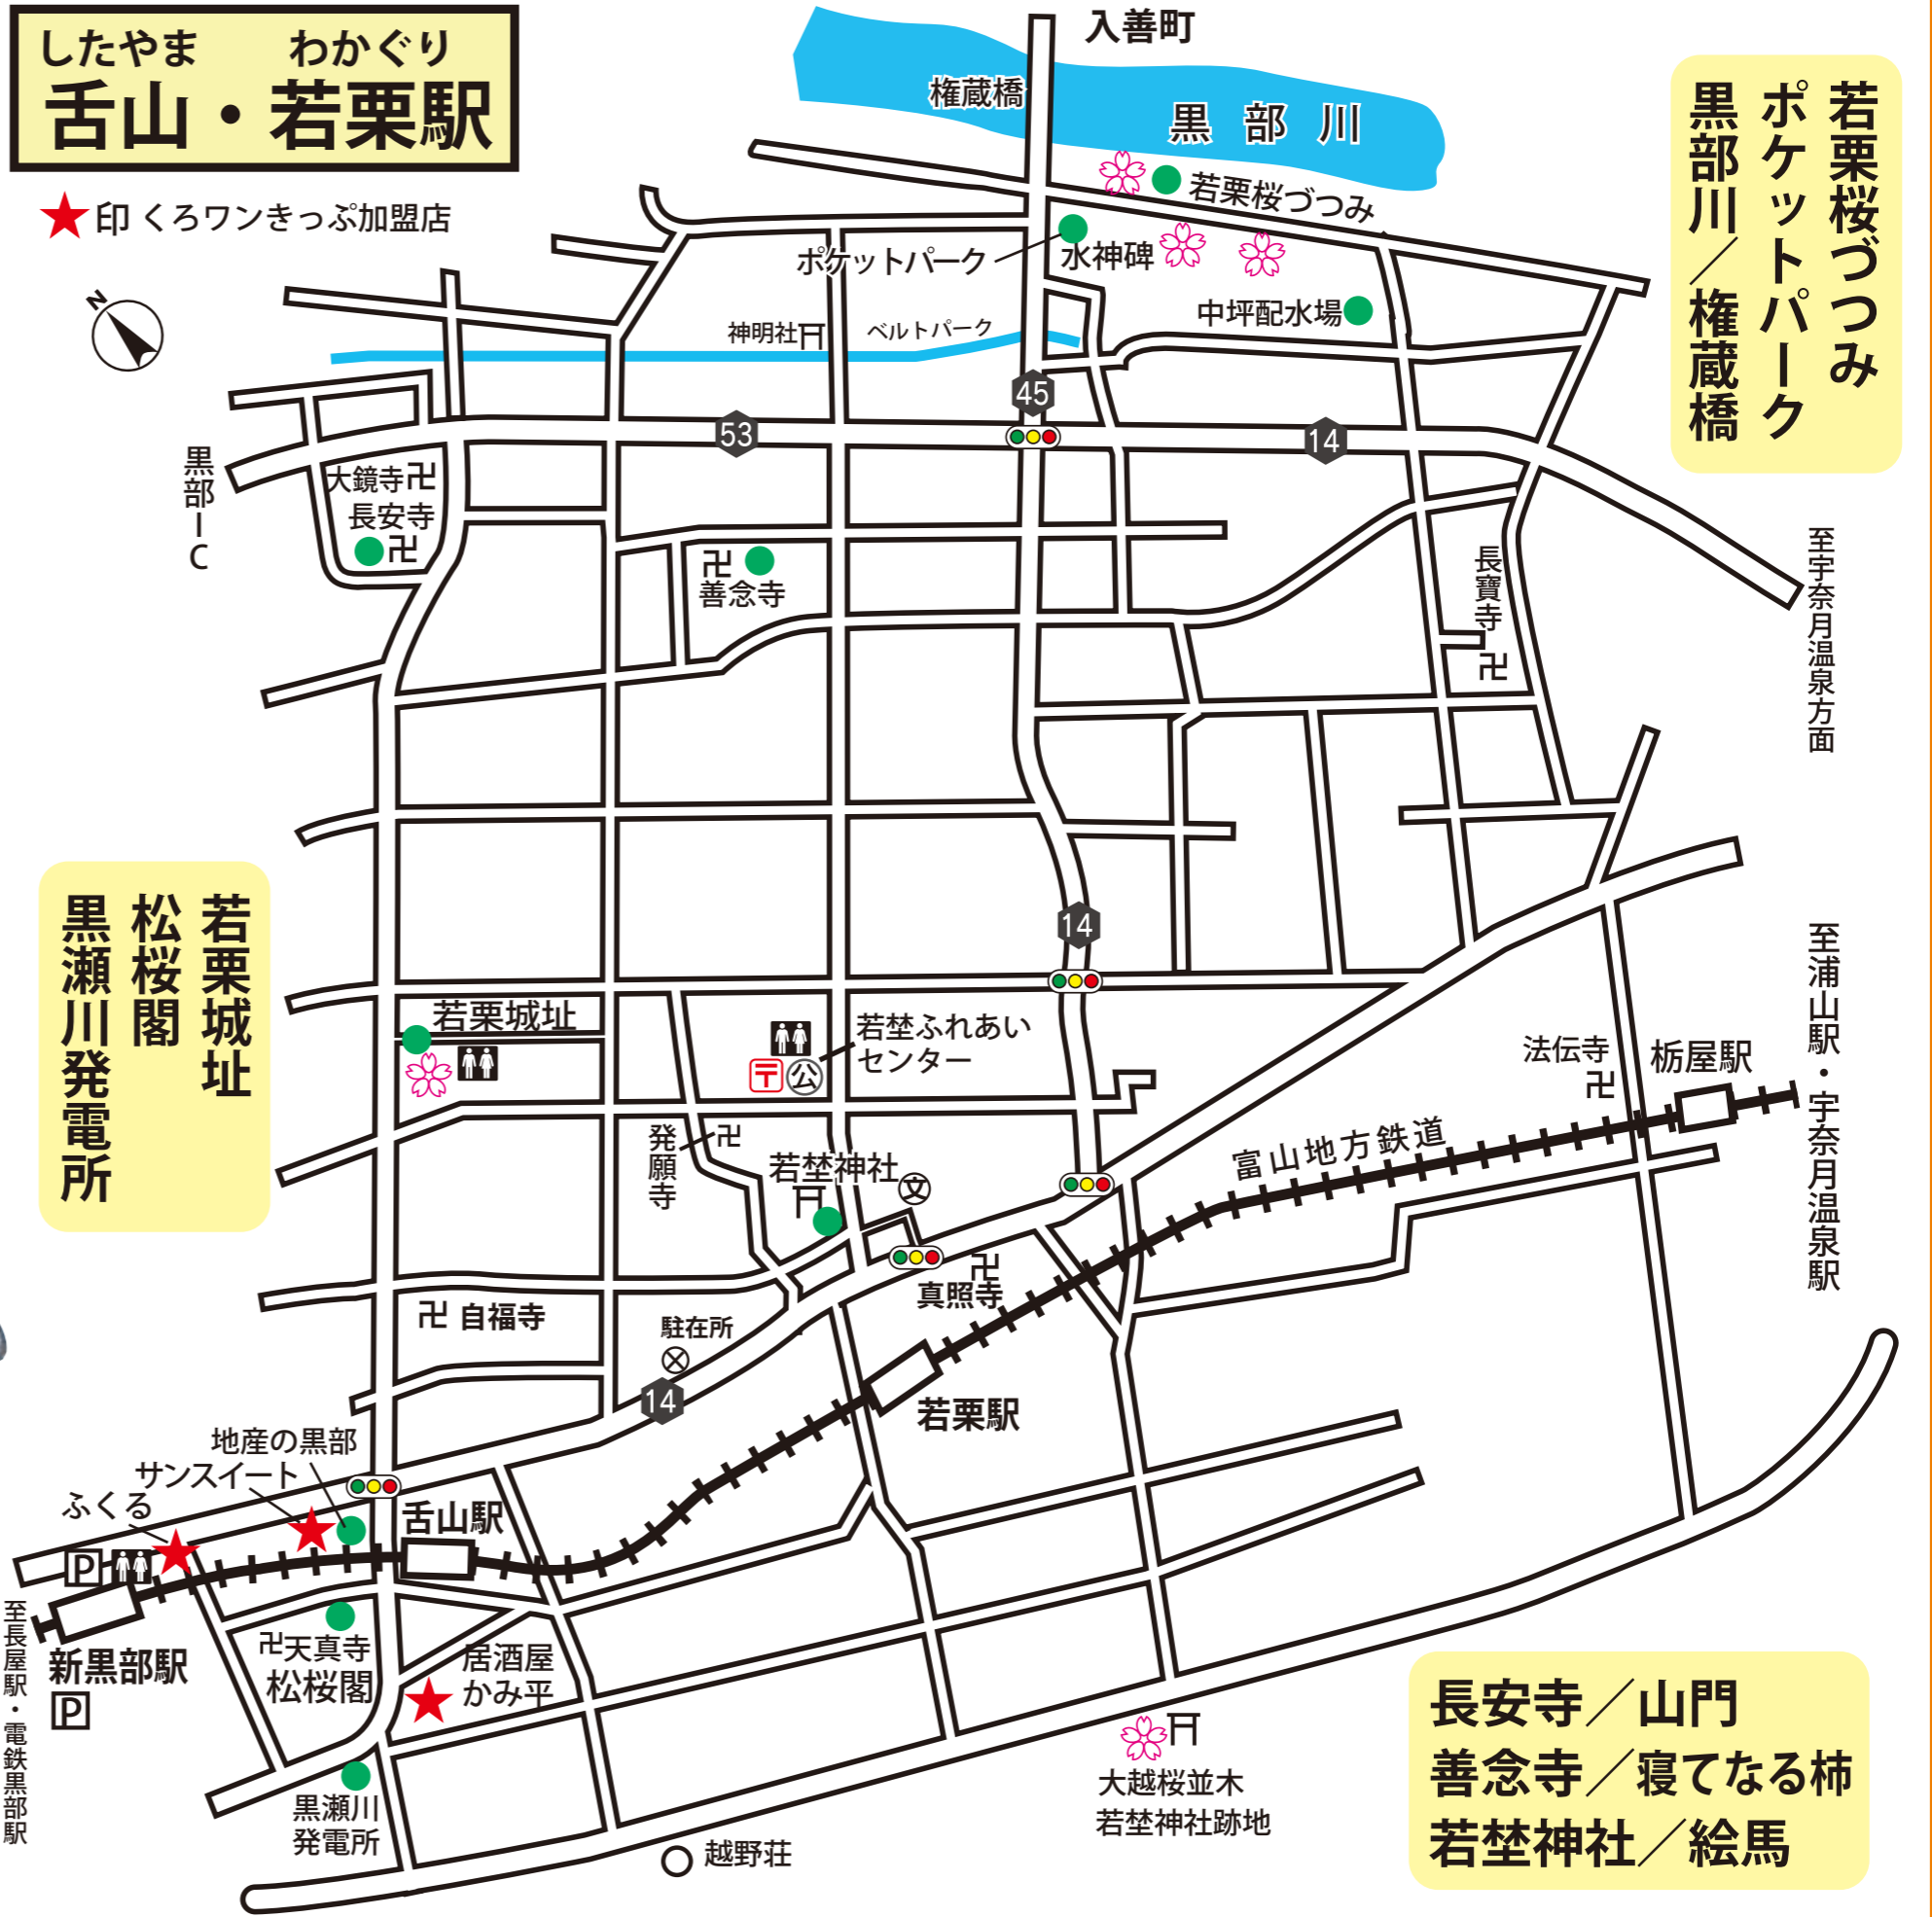 したやま わかぐり
舌山・若栗駅
★印 くろワンきっぷ加盟店
N
入善町
権蔵橋
黒部川
若栗桜づつみ
ポケットパーク
水神碑
中坪配水場
神明社
ベルトパーク
若栗桜づつみ
ポケットパーク
黒部川／権蔵橋
45
53
14
黒部IC
大鏡寺
長安寺
善念寺
長寶寺
至宇奈月温泉方面
14
若栗城址
松桜閣
黒瀬川発電所
若栗城址
若埜ふれあい
センター
〒
公
発願寺
若埜神社
文
法伝寺
栃屋駅
至浦山駅・宇奈月温泉駅
富山地方鉄道
真照寺
自福寺
駐在所
14
若栗駅
地産の黒部
サンスイート
ふくる
舌山駅
P
新黒部駅
P
至長屋駅・電鉄黒部駅
天真寺
松桜閣
居酒屋
かみ平
黒瀬川
発電所
大越桜並木
若埜神社跡地
越野荘
長安寺／山門
善念寺／寝てなる柿
若埜神社／絵馬